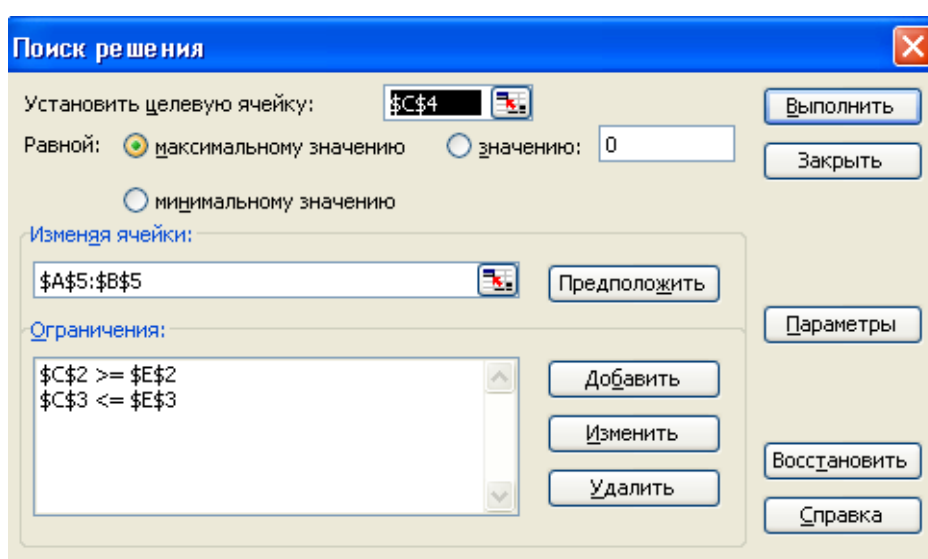 Поиск решения
Установить целевую ячейку: $C$4
Выполнить
Равной: максимальному значению значению: 0
Закрыть
минимальному значению
Изменяя ячейки:
$A$5:$B$5
Предположить
Ограничения:
Параметры
$C$2 >= $E$2
$C$3 <= $E$3
Добавить
Изменить
Восстановить
Удалить
Справка